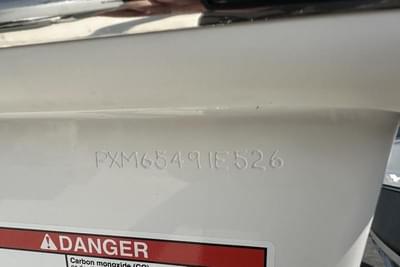 PXM65491E526
DANGER
Carbon monoxide (CO)